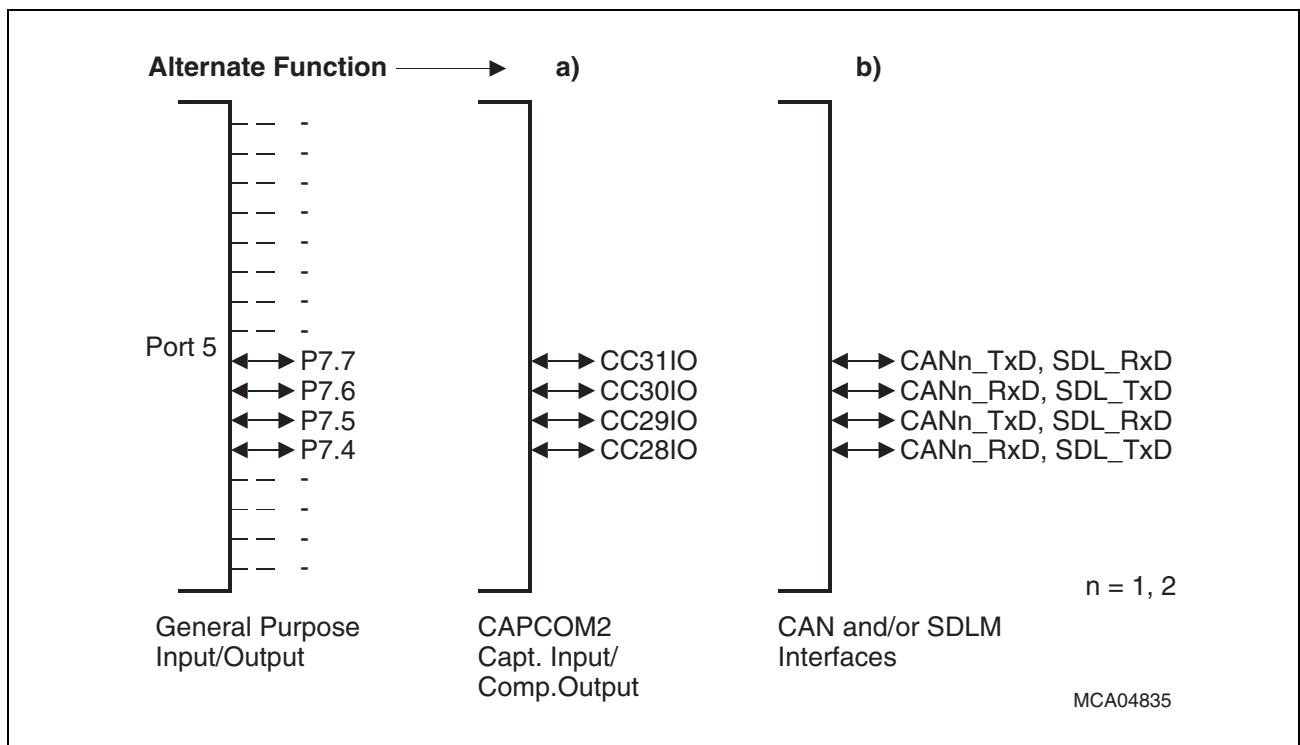 Alternate Function a) b)
-
-
-
-
-
-
-
-
Port 5
P7.7 CC31IO CANn_TxD, SDL_RxD
P7.6 CC30IO CANn_RxD, SDL_TxD
P7.5 CC29IO CANn_TxD, SDL_RxD
P7.4 CC28IO CANn_RxD, SDL_TxD
-
-
-
-
n = 1, 2
General Purpose
Input/Output
CAPCOM2
Capt. Input/
Comp.Output
CAN and/or SDLM
Interfaces
MCA04835